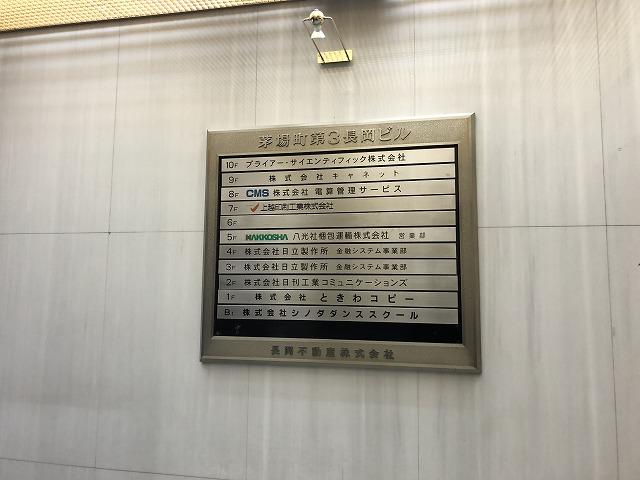 茅場町第3長岡ビル
10F プライアー・サイエンティフィック株式会社
9F 株式会社キャネット
8F CMS 株式会社 電算管理サービス
7F 上越印刷工業株式会社
6F
5F HAKKOSHA 八光社梱包運輸株式会社 営業部
4F 株式会社日立製作所 金融システム事業部
3F 株式会社日立製作所 金融システム事業部
2F 株式会社日刊工業コミュニケーションズ
1F 株式会社 ときわコピー
B1 株式会社シノダダンススクール
長岡不動産株式会社